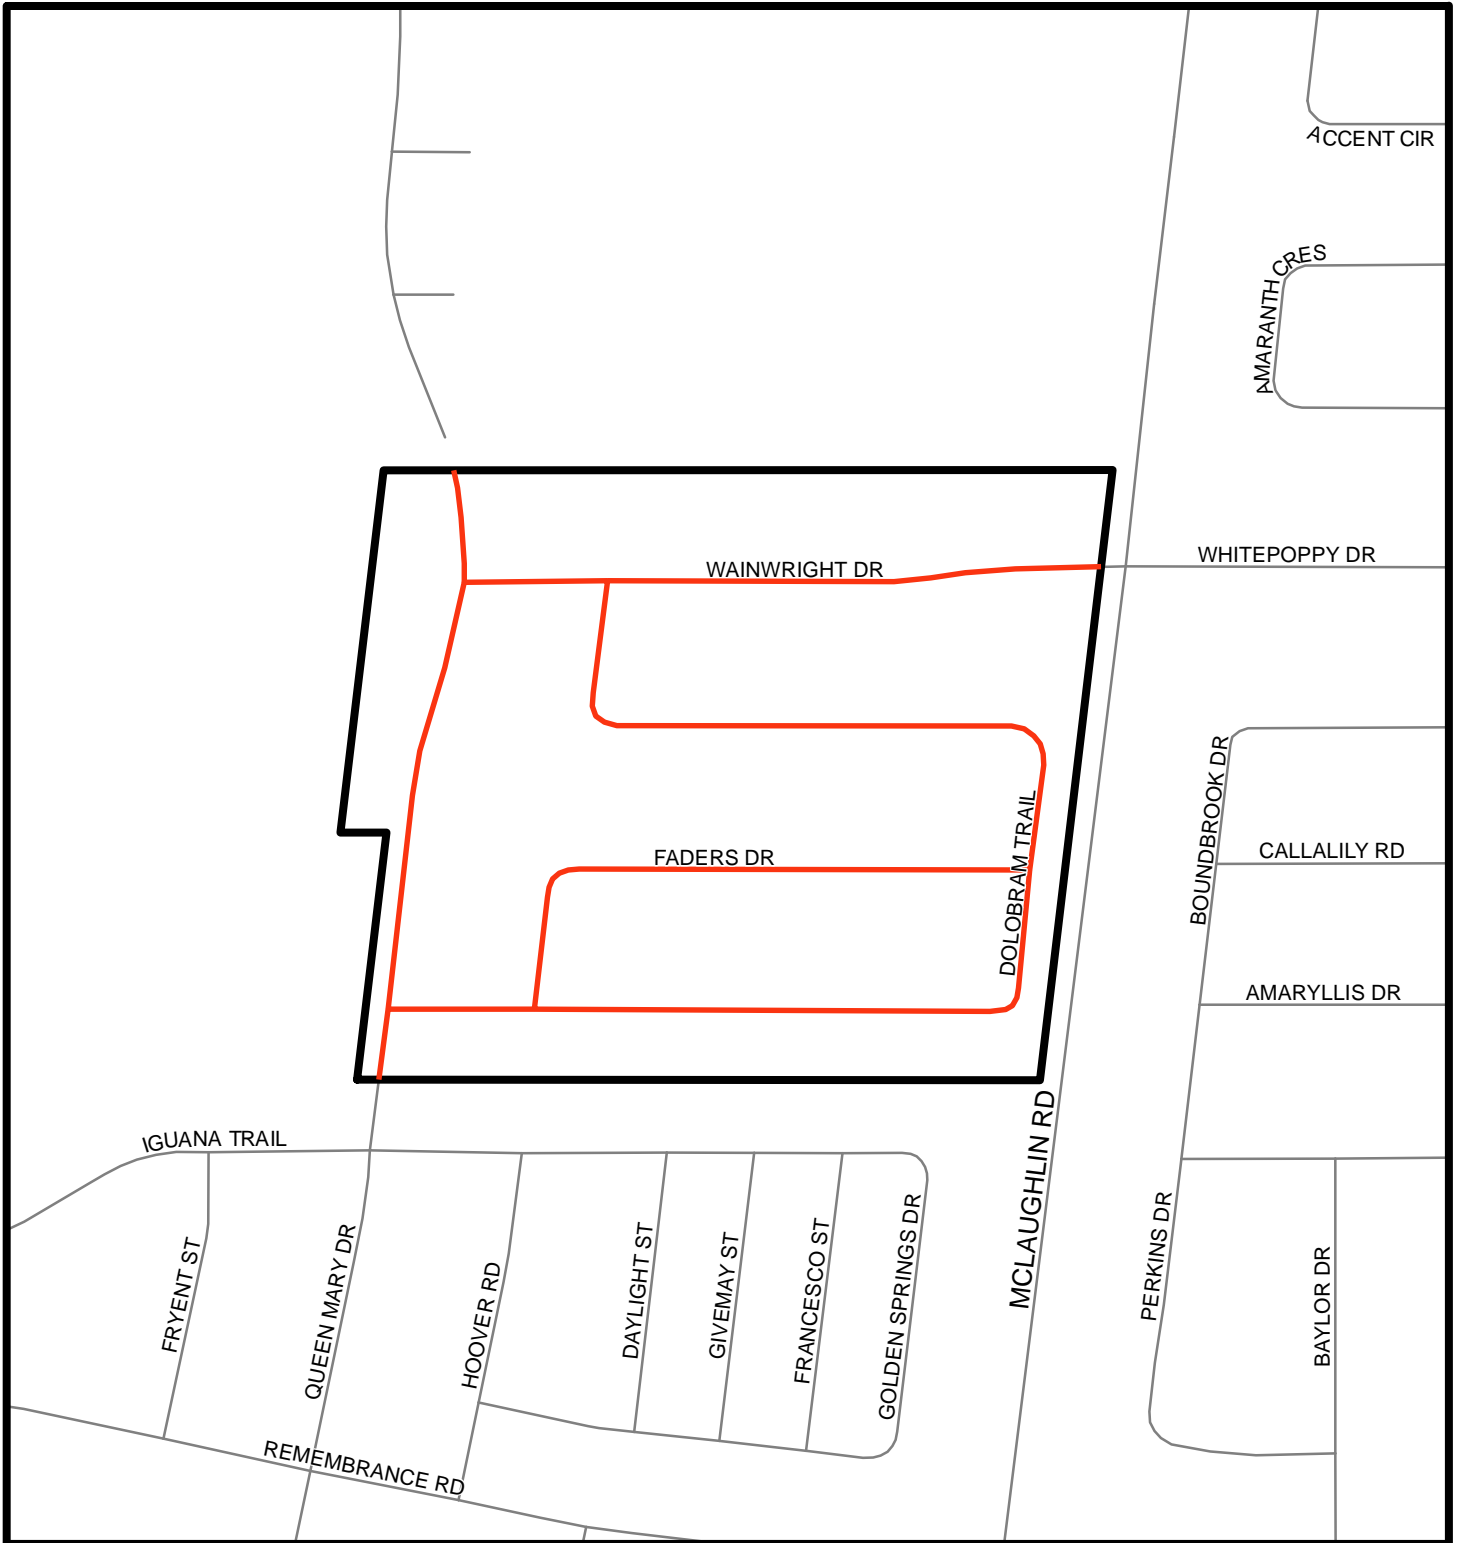 ACCENT CIR
AMARANTH CRES
WHITEPOPPY DR
WAINWRIGHT DR
BOUNDBROOK DR
DOLOBRAM TRAIL
CALLALILY RD
FADERS DR
AMARYLLIS DR
MCLAUGHLIN RD
IGUANA TRAIL
PERKINS DR
GOLDEN SPRINGS DR
FRANCESCO ST
DAYLIGHT ST
GIVEMAY ST
QUEEN MARY DR
FRYENT ST
BAYLOR DR
HOOVER RD
REMEMBRANCE RD